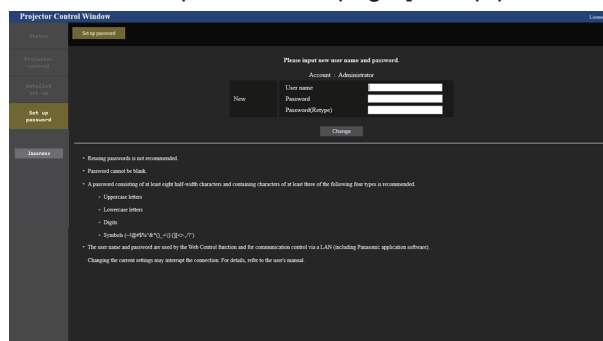 Projector Control Window
License
Status
Set up password
Projector
control
Detailed
set up
Set up
password
Japanese
Please input new user name and password.
Account : Administrator
New
User name
Password
Password(Retype)
Change
• Reusing passwords is not recommended.
• Password cannot be blank.
• A password consisting of at least eight half-width characters and containing characters of at least three of the following four types is recommended.
• Uppercase letters
• Lowercase letters
• Digits
• Symbols
• The user name and password are used by the Web Control function and for communication control via a LAN (including Panasonic application software).
Changing the current settings may interrupt the connection. For details, refer to the user's manual.